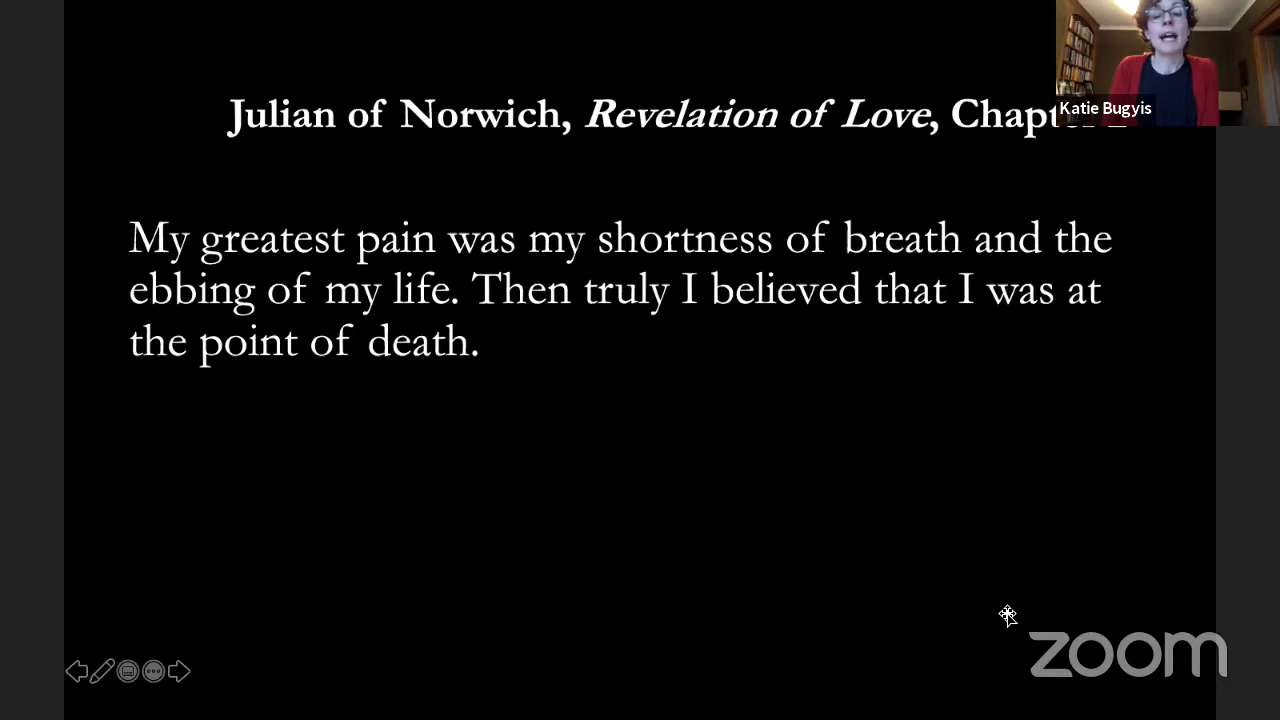 Julian of Norwich, Revelation of Love,
Katie Bugyis
My greatest pain was my shortness of breath and the
ebbing of my life. Then truly I believed that I was at
the point of death.
zoom